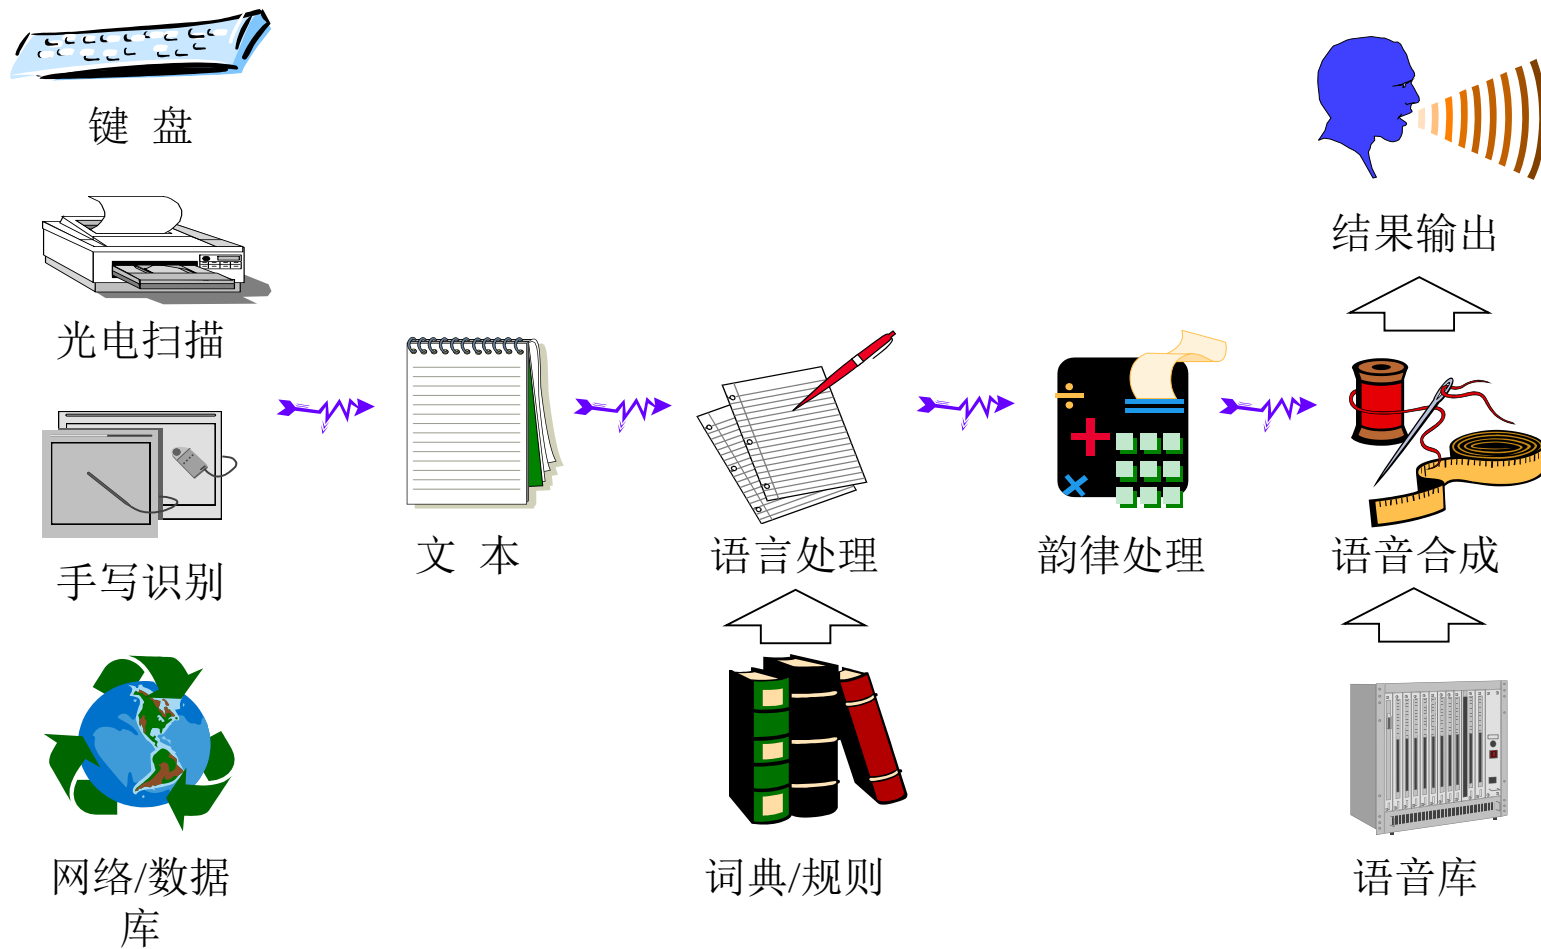 键 盘
光电扫描
手写识别
网络/数据
库
文 本
语言处理
词典/规则
韵律处理
结果输出
语音合成
语音库